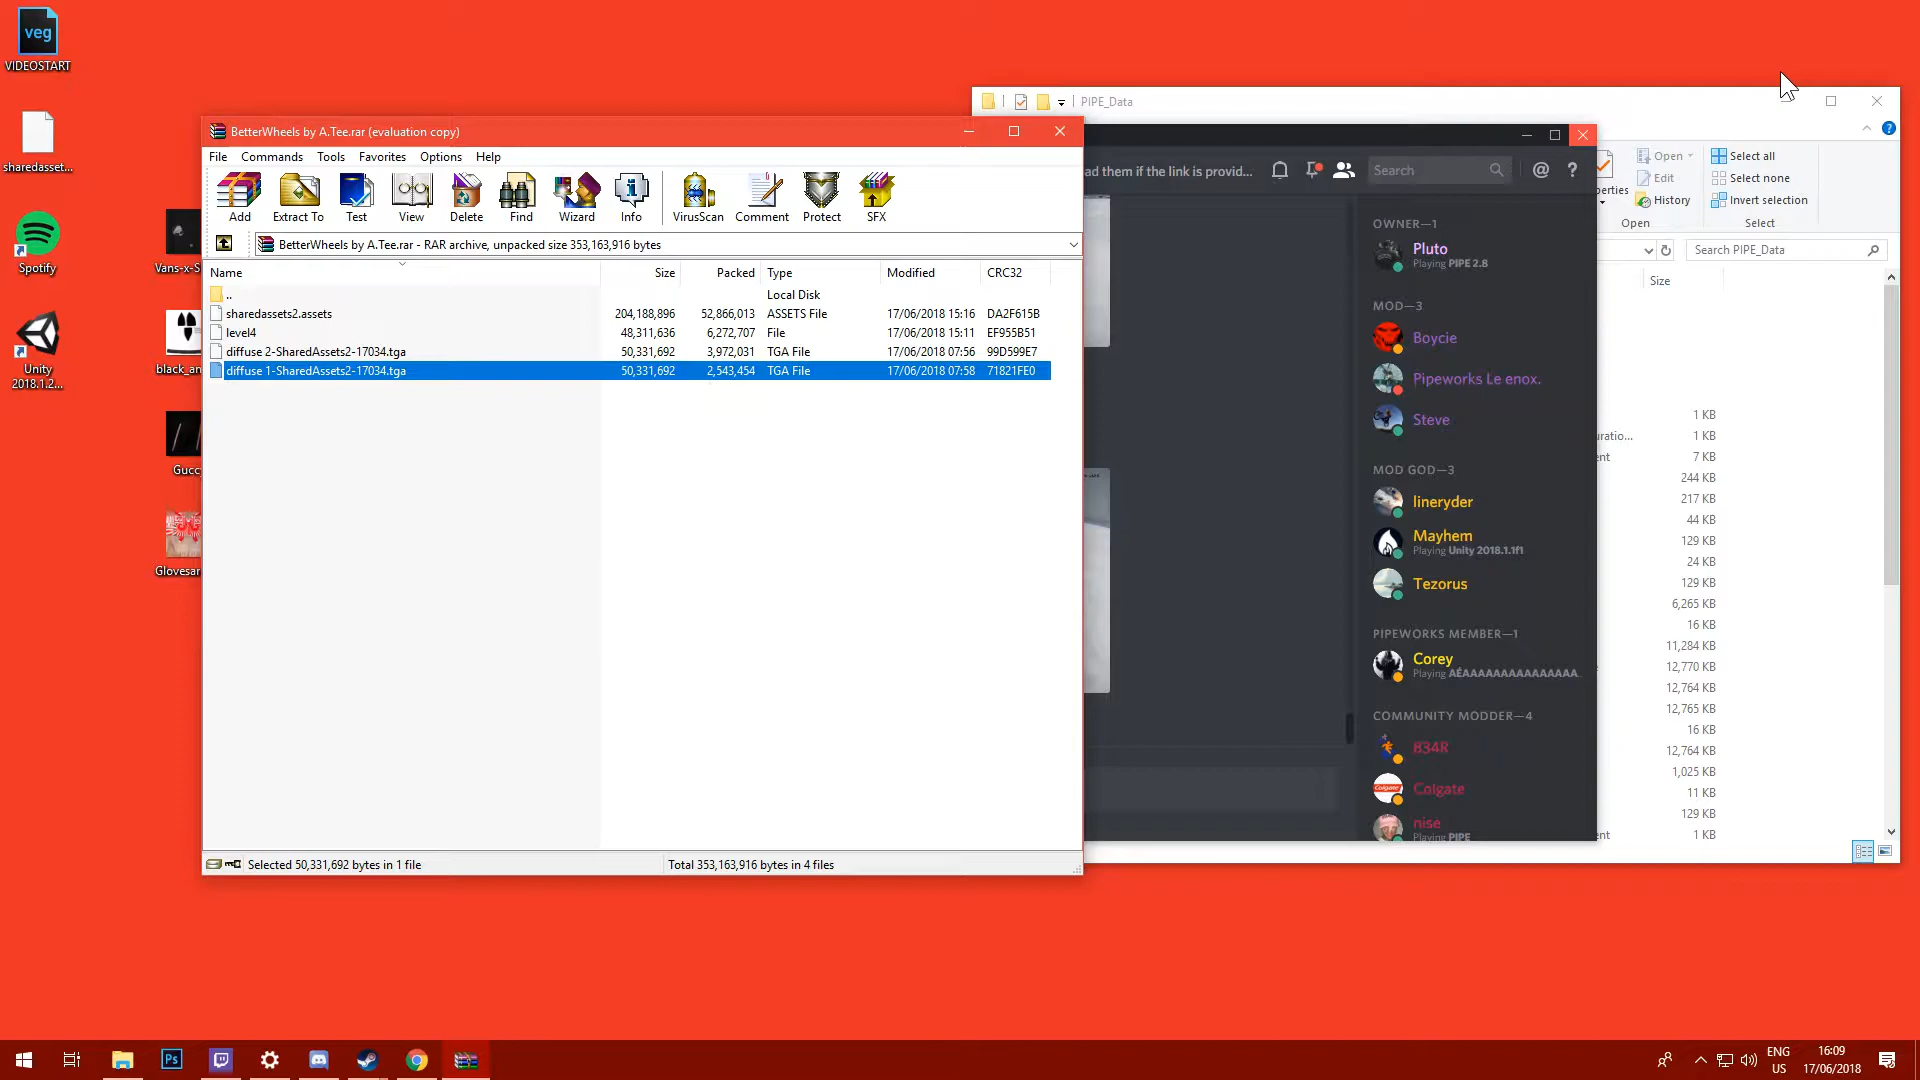 veg
VIDEOSTART
sharedasset...
Spotify
Unity
2018.1.2...
Vans-x-S
black_an
Gucc
Glovesar
BetterWheels by A.Tee.rar (evaluation copy)
File Commands Tools Favorites Options Help
Add Extract To Test View Delete Find Wizard Info VirusScan Comment Protect SFX
BetterWheels by A.Tee.rar - RAR archive, unpacked size 353,163,916 bytes
Name Size Packed Type Modified CRC32
.. Local Disk
sharedassets2.assets 204,188,896 52,866,013 ASSETS File 17/06/2018 15:16 DA2F615B
level4 48,311,636 6,272,707 File 17/06/2018 15:11 EF955B51
diffuse 2-SharedAssets2-17034.tga 50,331,692 3,972,031 TGA File 17/06/2018 07:56 99D599E7
diffuse 1-SharedAssets2-17034.tga 50,331,692 2,543,454 TGA File 17/06/2018 07:58 71821FE0
Selected 50,331,692 bytes in 1 file
Total 353,163,916 bytes in 4 files
PIPE_Data
ad them if the link is provid...
Search
@ ?
OWNER—1
Pluto
Playing PIPE 2.8
MOD—3
Boycie
Pipeworks Le enox.
Steve
MOD GOD—3
lineryder
Mayhem
Playing Unity 2018.1.1f1
Tezorus
PIPEWORKS MEMBER—1
Corey
Playing AÉAAAAAAAAAAAAAAA..
COMMUNITY MODDER—4
834R
Colgate
nise
Playing PIPE
perties
Open
Edit
History
Open
Select all
Select none
Invert selection
Select
Search PIPE_Data
Size
1 KB
uratio... 1 KB
ent 7 KB
244 KB
217 KB
44 KB
129 KB
24 KB
129 KB
6,265 KB
16 KB
11,284 KB
12,770 KB
12,764 KB
12,765 KB
16 KB
12,764 KB
1,025 KB
11 KB
129 KB
ent 1 KB
Ps
ENG
US
16:09
17/06/2018